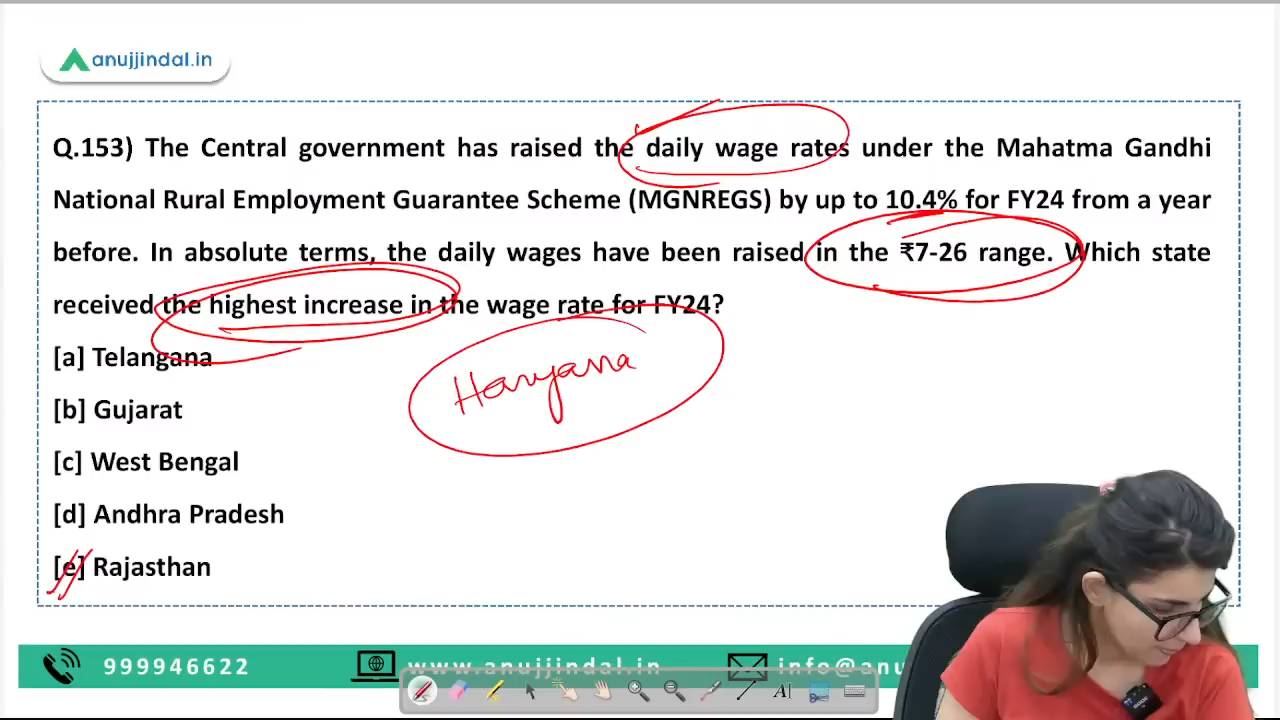 anujjindal.in
Q.153) The Central government has raised the daily wage rates under the Mahatma Gandhi
National Rural Employment Guarantee Scheme (MGNREGS) by up to 10.4% for FY24 from a year
before. In absolute terms, the daily wages have been raised in the ₹7-26 range. Which state
received the highest increase in the wage rate for FY24?
[a] Telangana
Haryana
[b] Gujarat
[c] West Bengal
[d] Andhra Pradesh
[e] Rajasthan
999946622 www.anujjindal.in info@anu
A